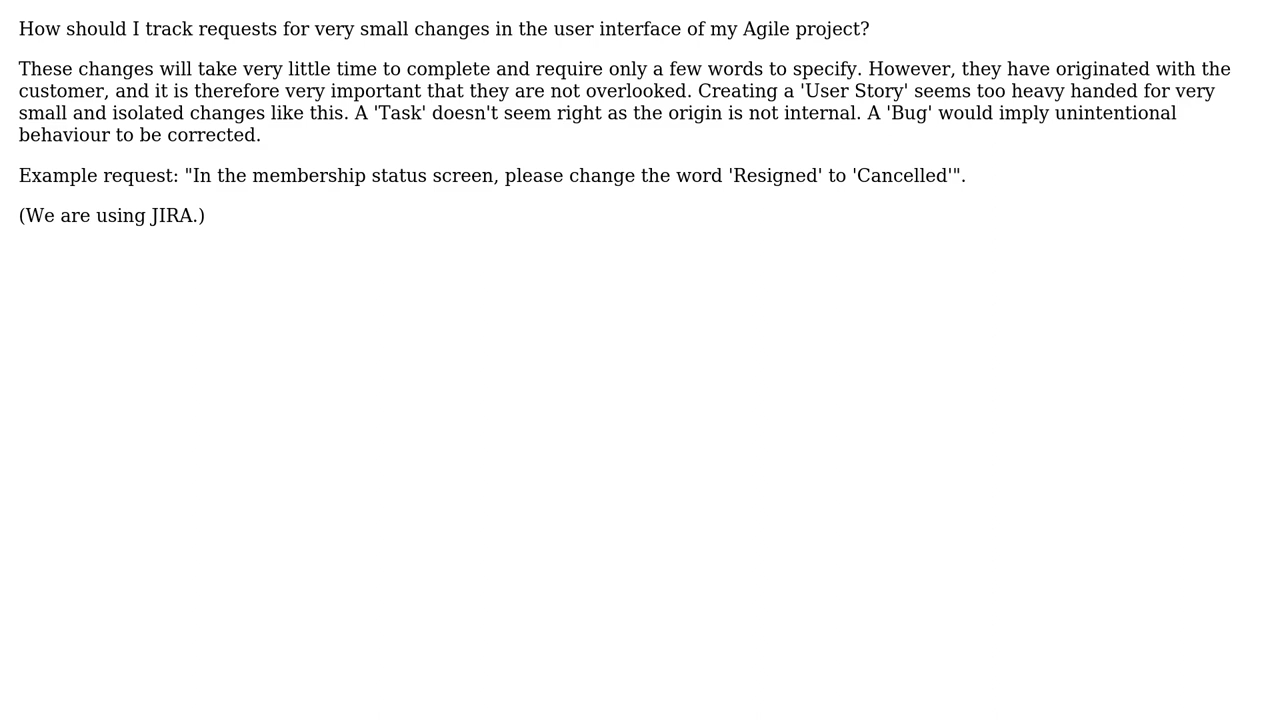 How should I track requests for very small changes in the user interface of my Agile project?
These changes will take very little time to complete and require only a few words to specify. However, they have originated with the
customer, and it is therefore very important that they are not overlooked. Creating a 'User Story' seems too heavy handed for very
small and isolated changes like this. A 'Task' doesn't seem right as the origin is not internal. A 'Bug' would imply unintentional
behaviour to be corrected.
Example request: "In the membership status screen, please change the word 'Resigned' to 'Cancelled'".
(We are using JIRA.)